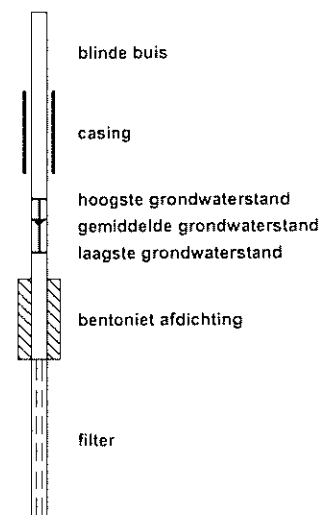 blinde buis
casing
hoogste grondwaterstand
gemiddelde grondwaterstand
laagste grondwaterstand
bentoniet afdichting
filter